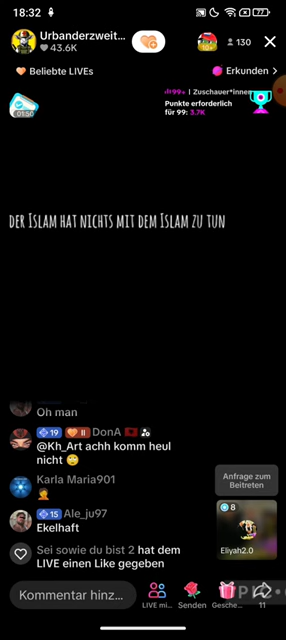 18:32
77
Urbanderzweit...
43.6K
130
Beliebte LIVEs
Erkunden
99+ | Zuschauer*innen
Punkte erforderlich
für 99: 3.7K
01:50
der Islam hat nichts mit dem Islam zu tun
Oh man
19 II DonA
@Kh_Art achh komm heul
nicht 🙄
Karla Maria901
🤦
15 Ale_ju97
Ekelhaft
Anfrage zum
Beitreten
8
Eliyah2.0
Sei sowie du bist 2 hat dem
LIVE einen Like gegeben
Kommentar hinz...
LIVE mi...
Senden
Gesche...
11